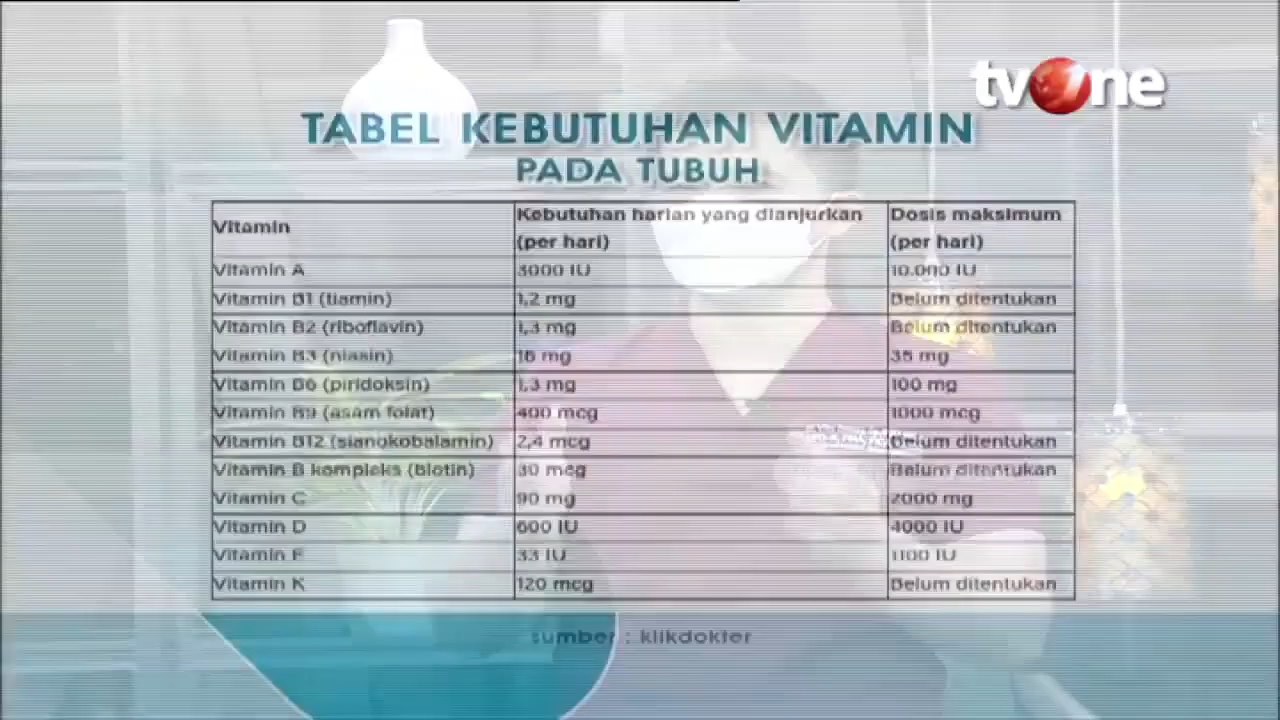 tvOne
TABEL KEBUTUHAN VITAMIN
PADA TUBUH
Vitamin
Kebutuhan harian yang dianjurkan
(per hari)
Dosis maksimum
(per hari)
Vitamin A 3000 IU 10.000 IU
Vitamin B1 (tiamin) 1,2 mg Belum ditentukan
Vitamin B2 (riboflavin) 1,3 mg Belum ditentukan
Vitamin B3 (niasin) 16 mg 35 mg
Vitamin B6 (piridoksin) 1,3 mg 100 mg
Vitamin B9 (asam folat) 400 mcg 1000 mcg
Vitamin B12 (sianokobalamin) 2,4 mcg Belum ditentukan
Vitamin B kompleks (biotin) 30 mcg Belum ditentukan
Vitamin C 90 mg 2000 mg
Vitamin D 600 IU 4000 IU
Vitamin E 33 IU 1100 IU
Vitamin K 120 mcg Belum ditentukan
sumber : klikdokter